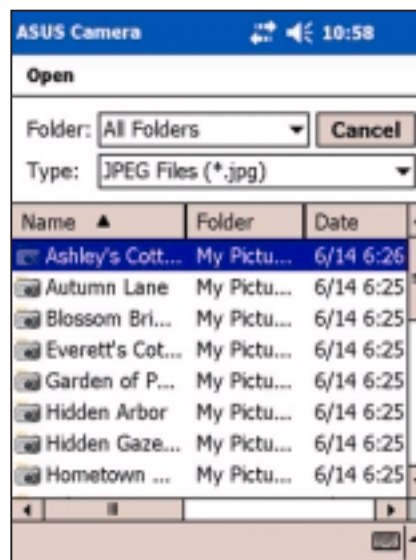 ASUS Camera 10:58
Open
Folder: All Folders Cancel
Type: JPEG Files (*.jpg)
Name Folder Date
Ashley's Cott... My Pictu... 6/14 6:26
Autumn Lane My Pictu... 6/14 6:25
Blossom Bri... My Pictu... 6/14 6:25
Everett's Cot... My Pictu... 6/14 6:25
Garden of P... My Pictu... 6/14 6:25
Hidden Arbor My Pictu... 6/14 6:25
Hidden Gaze... My Pictu... 6/14 6:25
Hometown ... My Pictu... 6/14 6:25